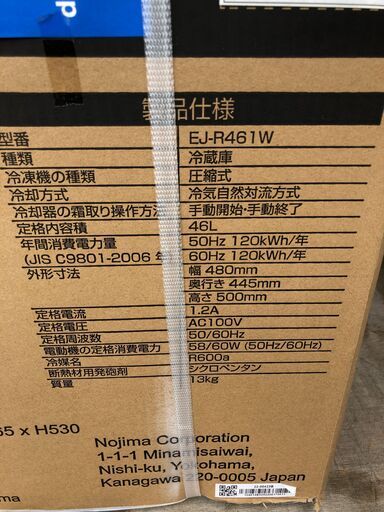 製品仕様
型番 EJ-R461W
種類 冷蔵庫
冷凍機の種類 圧縮式
冷却方式 冷気自然対流方式
冷却器の霜取り操作方法 手動開始・手動終了
定格内容積 46L
年間消費電力量 50Hz 120kWh/年
(JIS C9801-2006 年 60Hz 120kWh/年
外形寸法 幅 480mm
奥行き 445mm
高さ 500mm
定格電流 1.2A
定格電圧 AC100V
定格周波数 50/60Hz
電動機の定格消費電力 58/60W (50Hz/60Hz)
冷媒名 R600a
断熱材用発泡剤 シクロペンタン
質量 13kg
65 x H530
Nojima Corporation
1-1-1 Minamisaiwai,
Nishi-ku, Yokohama,
Kanagawa 220-0005 Japan